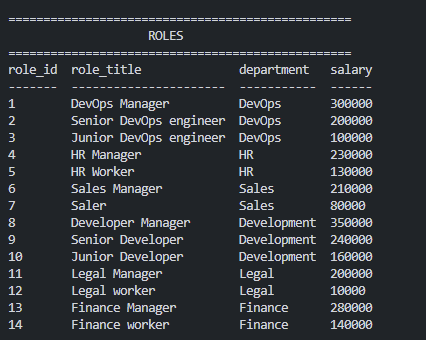 =================================================
ROLES
=================================================
role_id  role_title              department   salary
-------  ----------------------  -----------  ------
1        DevOps Manager          DevOps       300000
2        Senior DevOps engineer  DevOps       200000
3        Junior DevOps engineer  DevOps       100000
4        HR Manager              HR           230000
5        HR Worker               HR           130000
6        Sales Manager           Sales        210000
7        Saler                   Sales        80000
8        Developer Manager       Development  350000
9        Senior Developer        Development  240000
10       Junior Developer        Development  160000
11       Legal Manager           Legal        200000
12       Legal worker            Legal        10000
13       Finance Manager         Finance      280000
14       Finance worker          Finance      140000